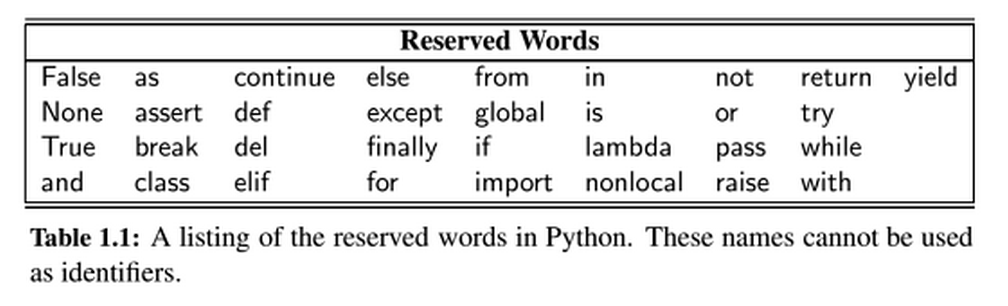 Reserved Words
False as continue else from in not return yield
None assert def except global is or try
True break del finally if lambda pass while
and class elif for import nonlocal raise with
Table 1.1: A listing of the reserved words in Python. These names cannot be used
as identifiers.